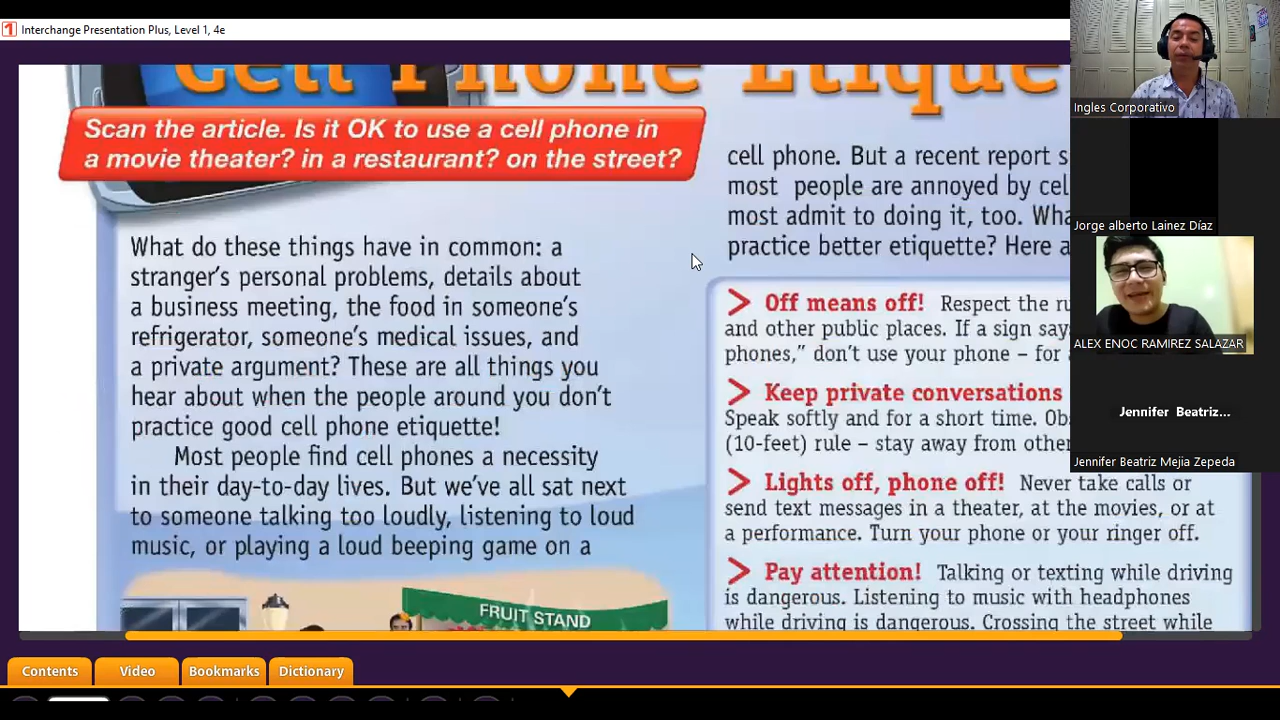 Interchange Presentation Plus, Level 1, 4e
Cell Phone
Scan the article. Is it OK to use a cell phone in
a movie theater? in a restaurant? on the street?
What do these things have in common: a
stranger's personal problems, details about
a business meeting, the food in someone's
refrigerator, someone's medical issues, and
a private argument? These are all things you
hear about when the people around you don't
practice good cell phone etiquette!
Most people find cell phones a necessity
in their day-to-day lives. But we've all sat next
to someone talking too loudly, listening to loud
music, or playing a loud beeping game on a
FRUIT STAND
cell phone. But a recent report
most people are annoyed by
most admit to doing it, too.
practice better etiquette? Here
> Off means off! Respect the
and other public places. If a sign
phones," don't use your phone – for
> Keep private conversations
Speak softly and for a short time.
(10-feet) rule – stay away from
> Lights off, phone off! Never take calls or
send text messages in a theater, at the movies, or at
a performance. Turn your phone or your ringer off.
> Pay attention! Talking or texting while driving
is dangerous. Listening to music with headphones
while driving is dangerous. Crossing the street while
Ingles Corporativo
Jorge alberto Lainez Díaz
ALEX ENOC RAMIREZ SALAZAR
Jennifer Beatriz...
Jennifer Beatriz Mejia Zepeda
Contents
Video
Bookmarks
Dictionary